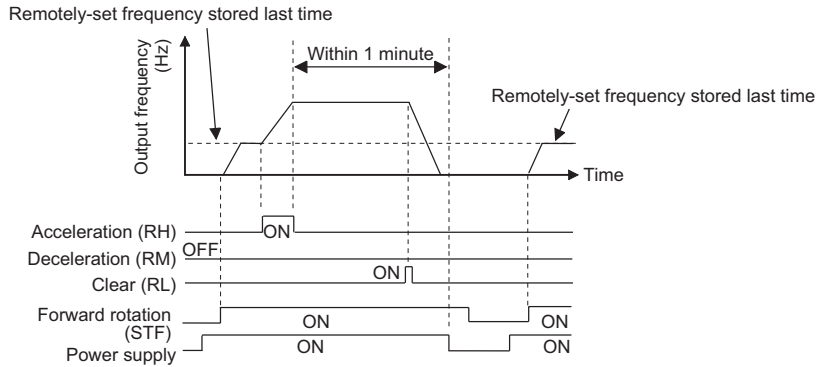 Remotely-set frequency stored last time
Output frequency
(Hz)
Within 1 minute
Remotely-set frequency stored last time
Time
Acceleration (RH)
ON
Deceleration (RM)
OFF
Clear (RL)
ON
Forward rotation
(STF)
ON
ON
Power supply
ON
ON